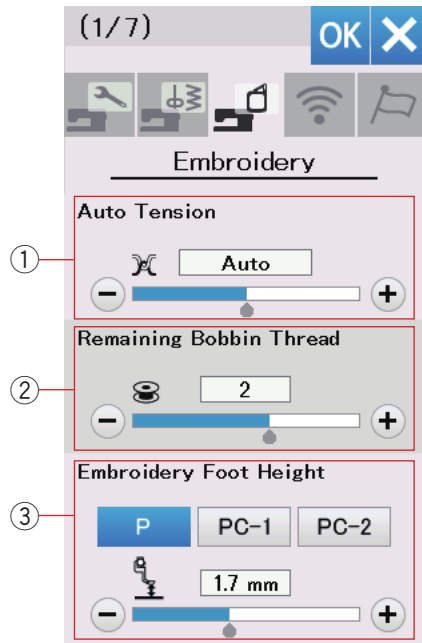 (1/7)
OK
Embroidery
① Auto Tension
Auto
− +
② Remaining Bobbin Thread
2
− +
③ Embroidery Foot Height
P PC-1 PC-2
1.7 mm
− +